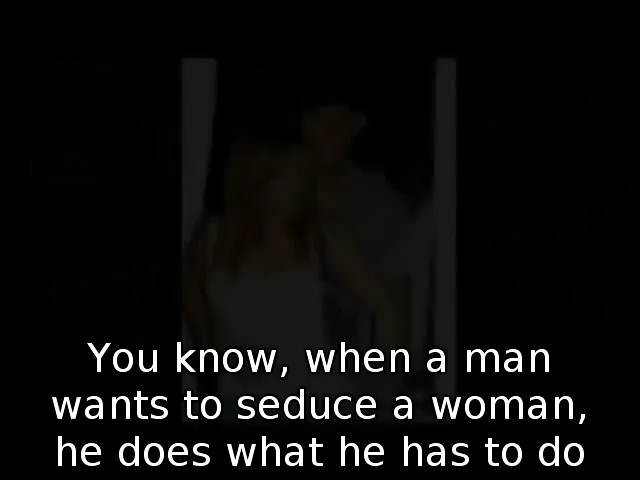 You know, when a man
wants to seduce a woman,
he does what he has to do